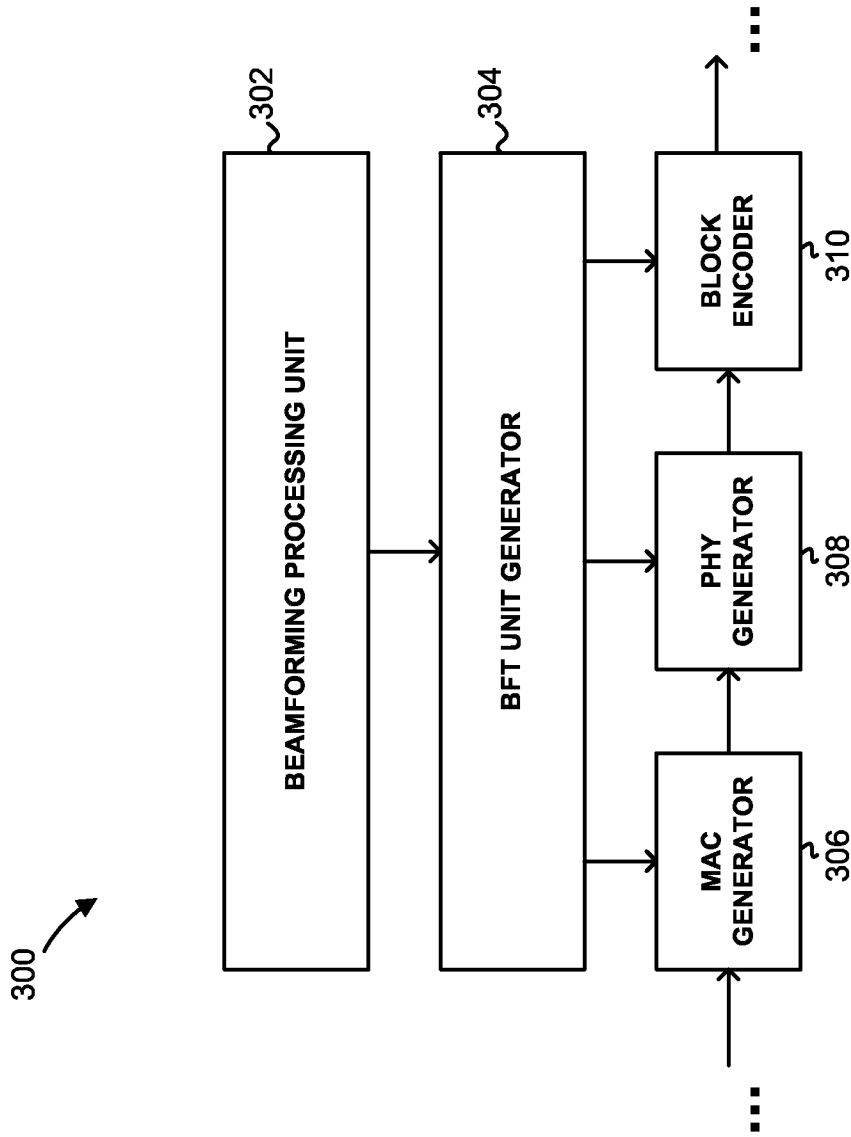 300
302
BEAMFORMING PROCESSING UNIT
304
BFT UNIT GENERATOR
MAC
GENERATOR
306
PHY
GENERATOR
308
BLOCK
ENCODER
310
...
...